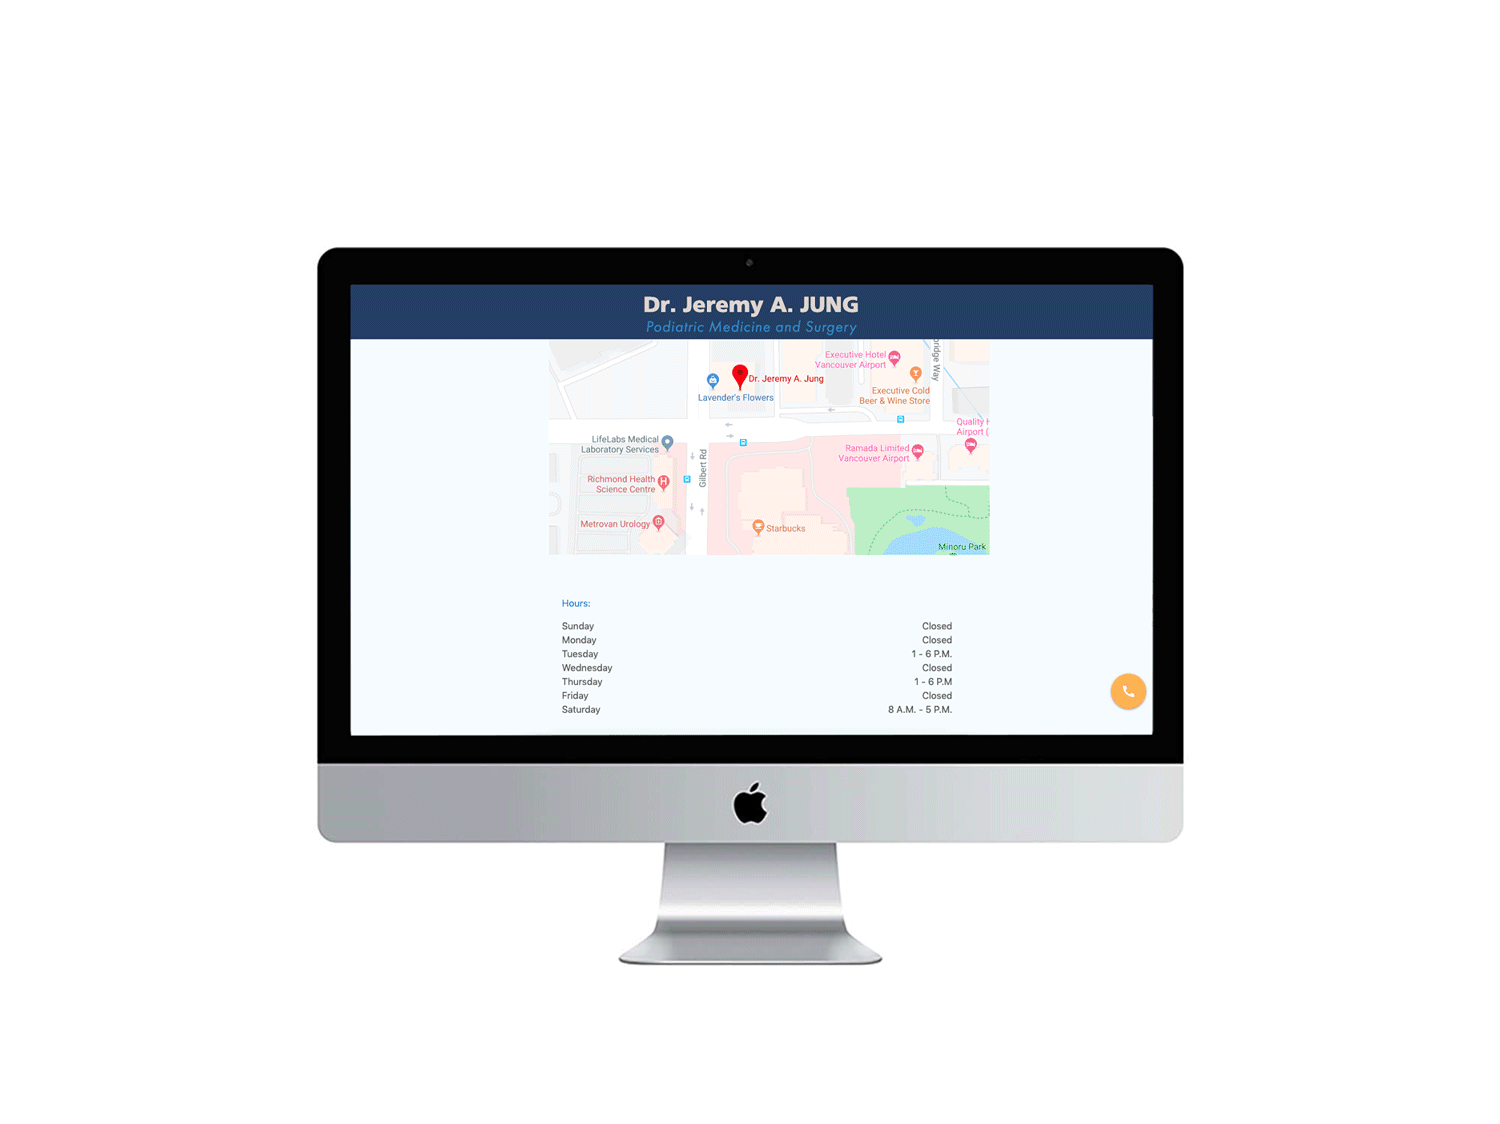 Dr. Jeremy A. JUNG
Podiatric Medicine and Surgery
Executive Hotel
Vancouver Airport
Dr. Jeremy A. Jung
Lavender's Flowers
Executive Cold
Beer & Wine Store
bridge Way
Quality H
Airport (
LifeLabs Medical
Laboratory Services
Ramada Limited
Vancouver Airport
Gilbert Rd
Richmond Health
Science Centre
Metrovan Urology
Starbucks
Minoru Park
Hours:
Sunday Closed
Monday Closed
Tuesday 1 - 6 P.M.
Wednesday Closed
Thursday 1 - 6 P.M
Friday Closed
Saturday 8 A.M. - 5 P.M.